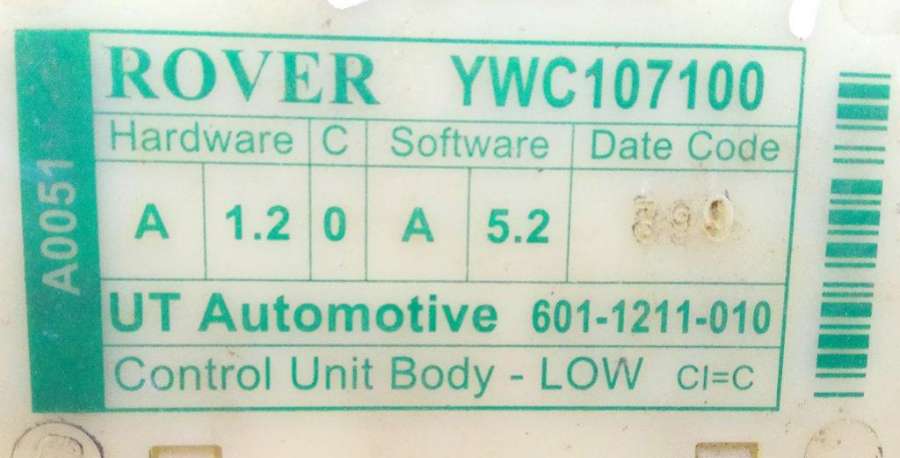 A0051
ROVER YWC107100
Hardware C Software Date Code
A 1.2 0 A 5.2
UT Automotive 601-1211-010
Control Unit Body - LOW CI=C